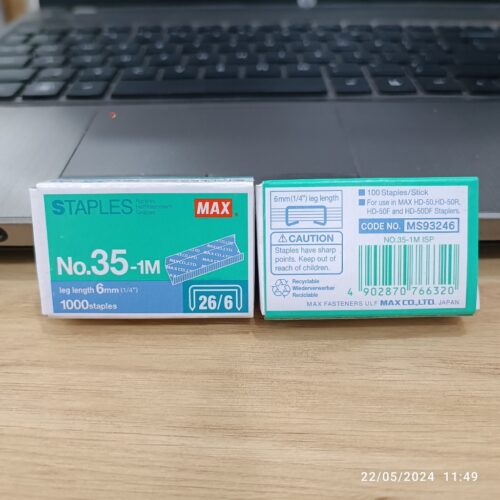 STAPLES
MAX
No.35-1M
leg length 6mm (1/4")
1000staples
26/6
6mm(1/4") leg length
100 Staples/Stick
For use in MAX HD-50,HD-50R,
HD-50F and HD-50DF Staplers.
CODE NO. MS93246
NO.35-1M ISP
CAUTION
Staples have sharp
points. Keep out of
reach of children.
Recyclable
Wiederverwerbar
Reciclable
4 902870 766320
MAX FASTENERS ULF MAX CO.,LTD. JAPAN
22/05/2024 11:49